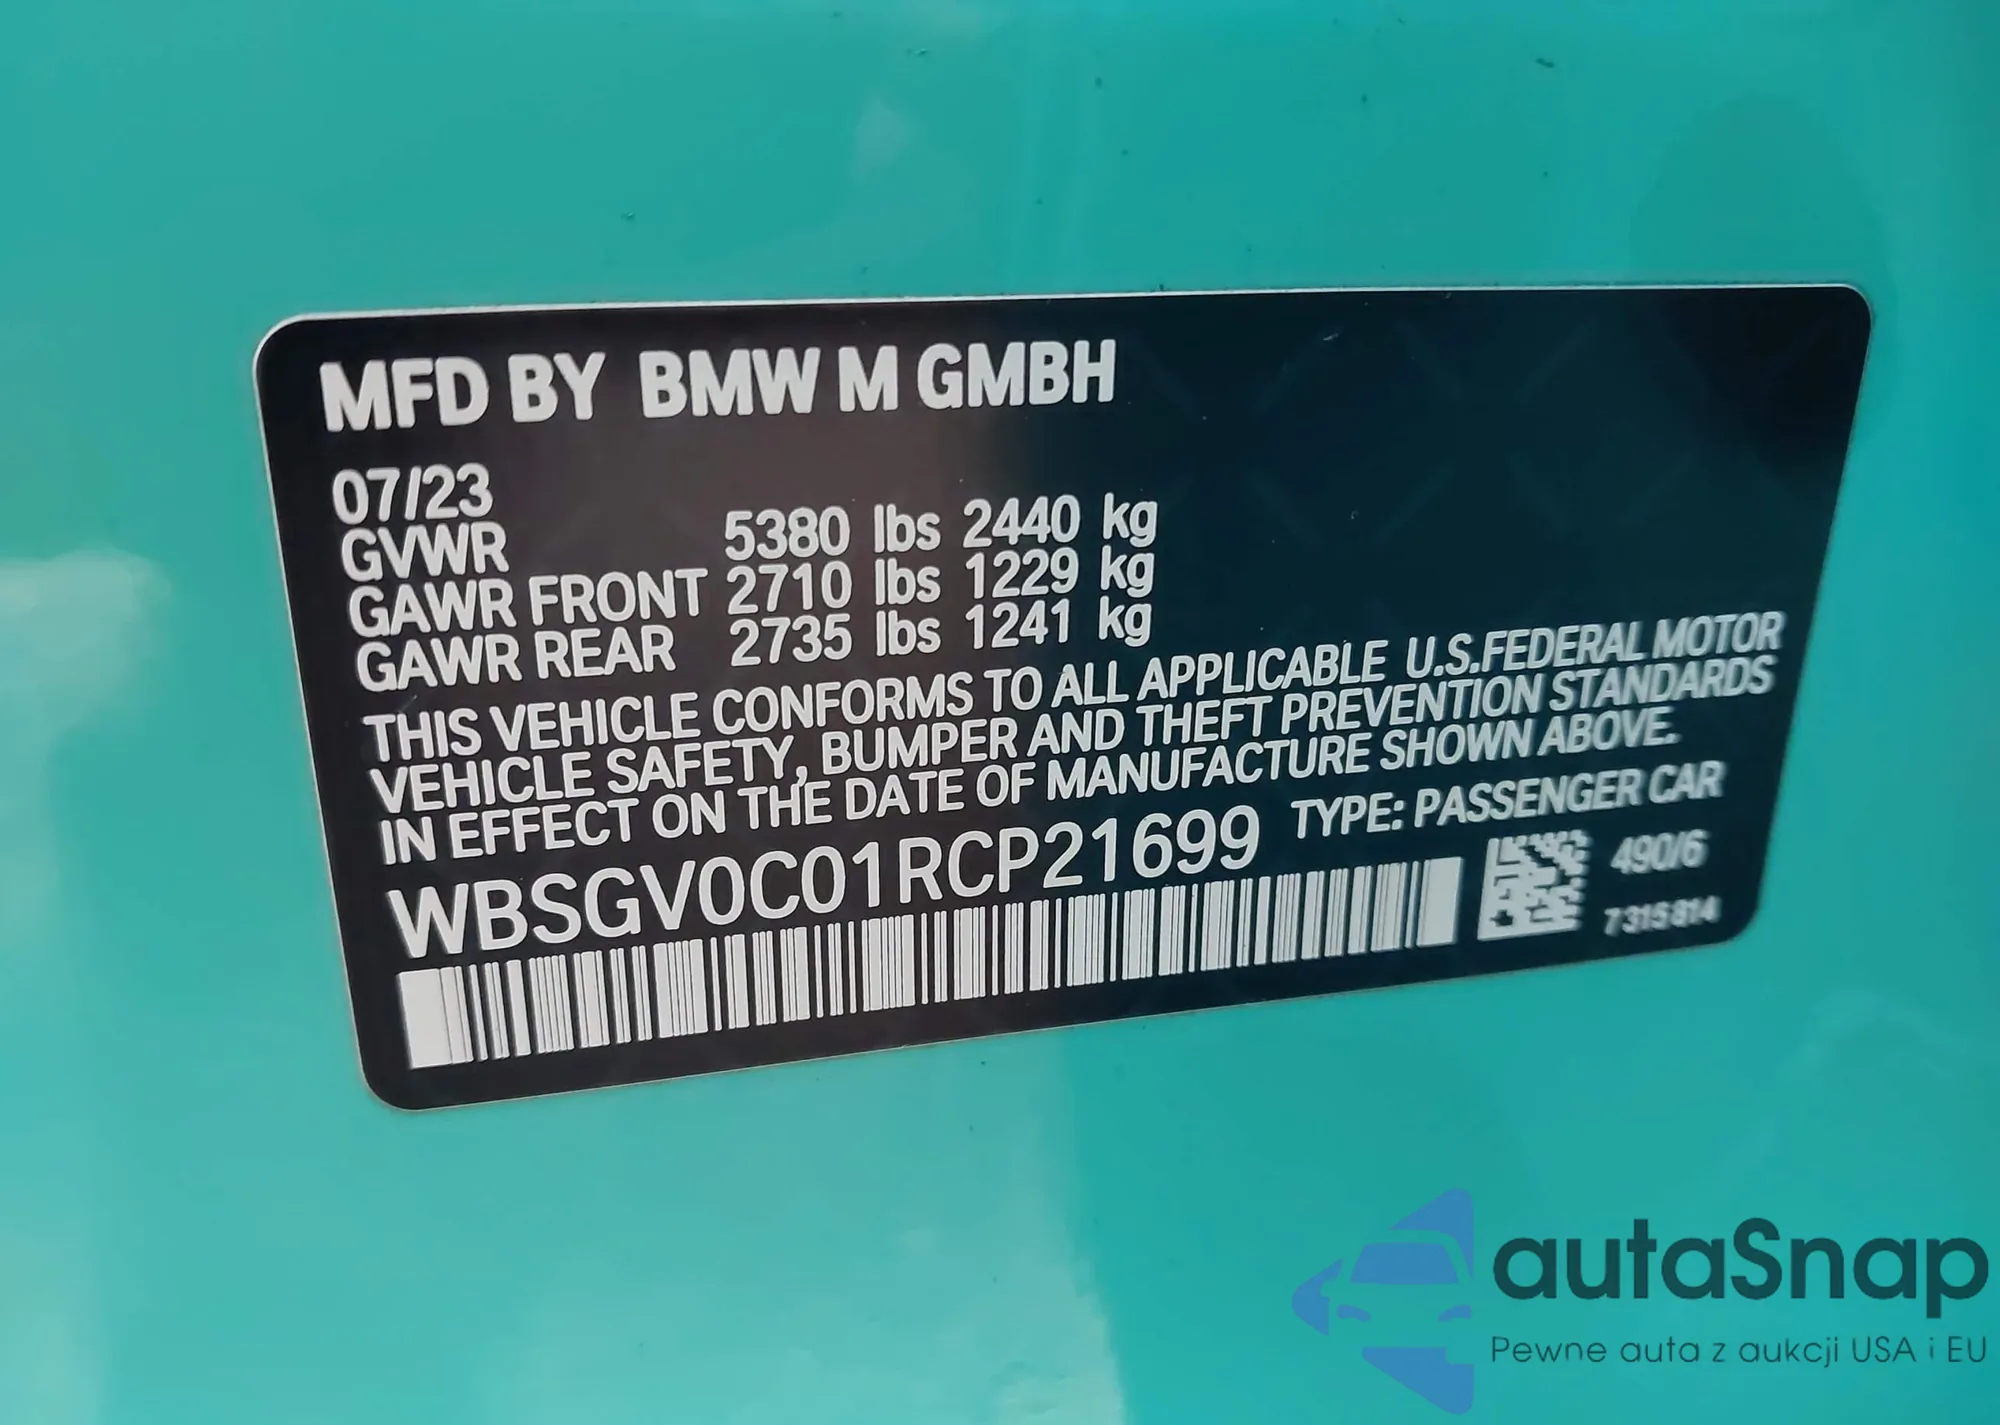 MFD BY BMW M GMBH
07/23
GVWR 5380 lbs 2440 kg
GAWR FRONT 2710 lbs 1229 kg
GAWR REAR 2735 lbs 1241 kg
THIS VEHICLE CONFORMS TO ALL APPLICABLE U.S.FEDERAL MOTOR
VEHICLE SAFETY, BUMPER AND THEFT PREVENTION STANDARDS
IN EFFECT ON THE DATE OF MANUFACTURE SHOWN ABOVE.
WBSGV0C01RCP21699 TYPE: PASSENGER CAR
490/6
7315814
autaSnap
Pewne auta z aukcji USA i EU